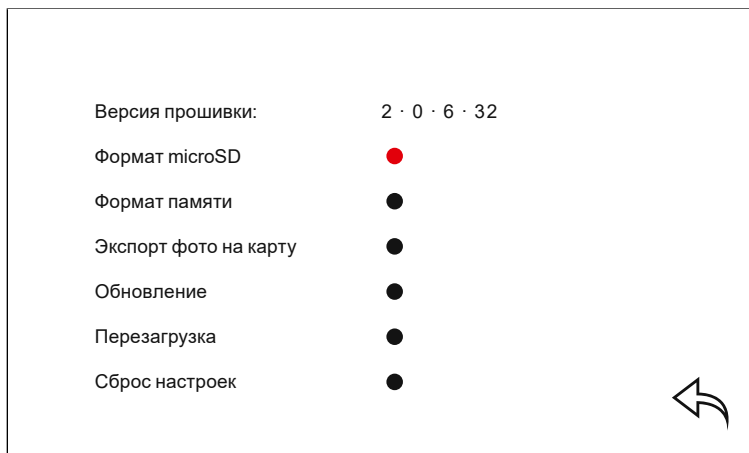 Версия прошивки: 2 · 0 · 6 · 32
Формат microSD
Формат памяти
Экспорт фото на карту
Обновление
Перезагрузка
Сброс настроек